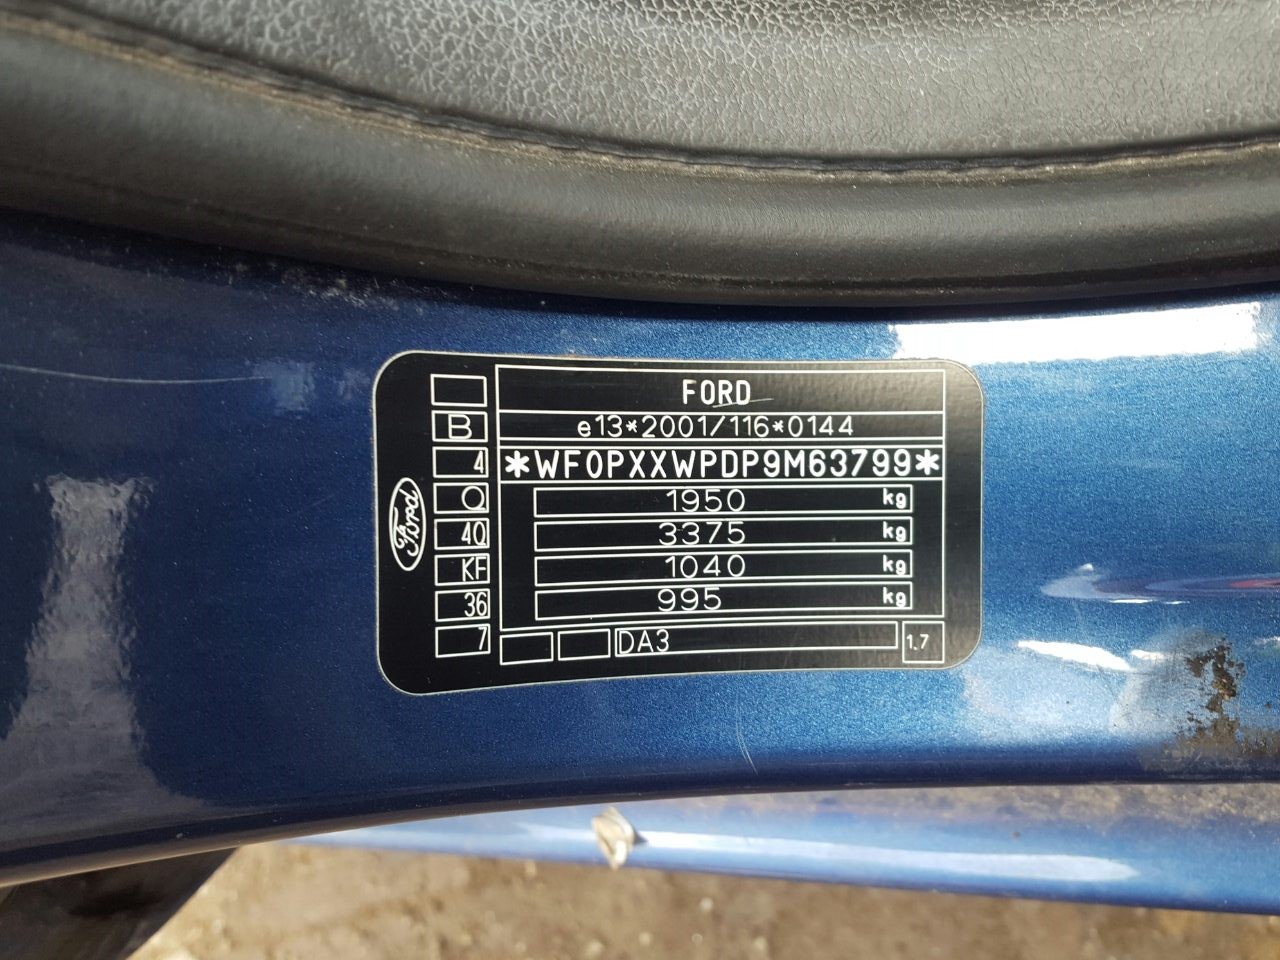 FORD
B
e13*2001/116*0144
4
*WF0PXXWPDP9M63799*
Q
1950 kg
Ford
4Q
3375 kg
KF
1040 kg
36
995 kg
7
DA3
1.7